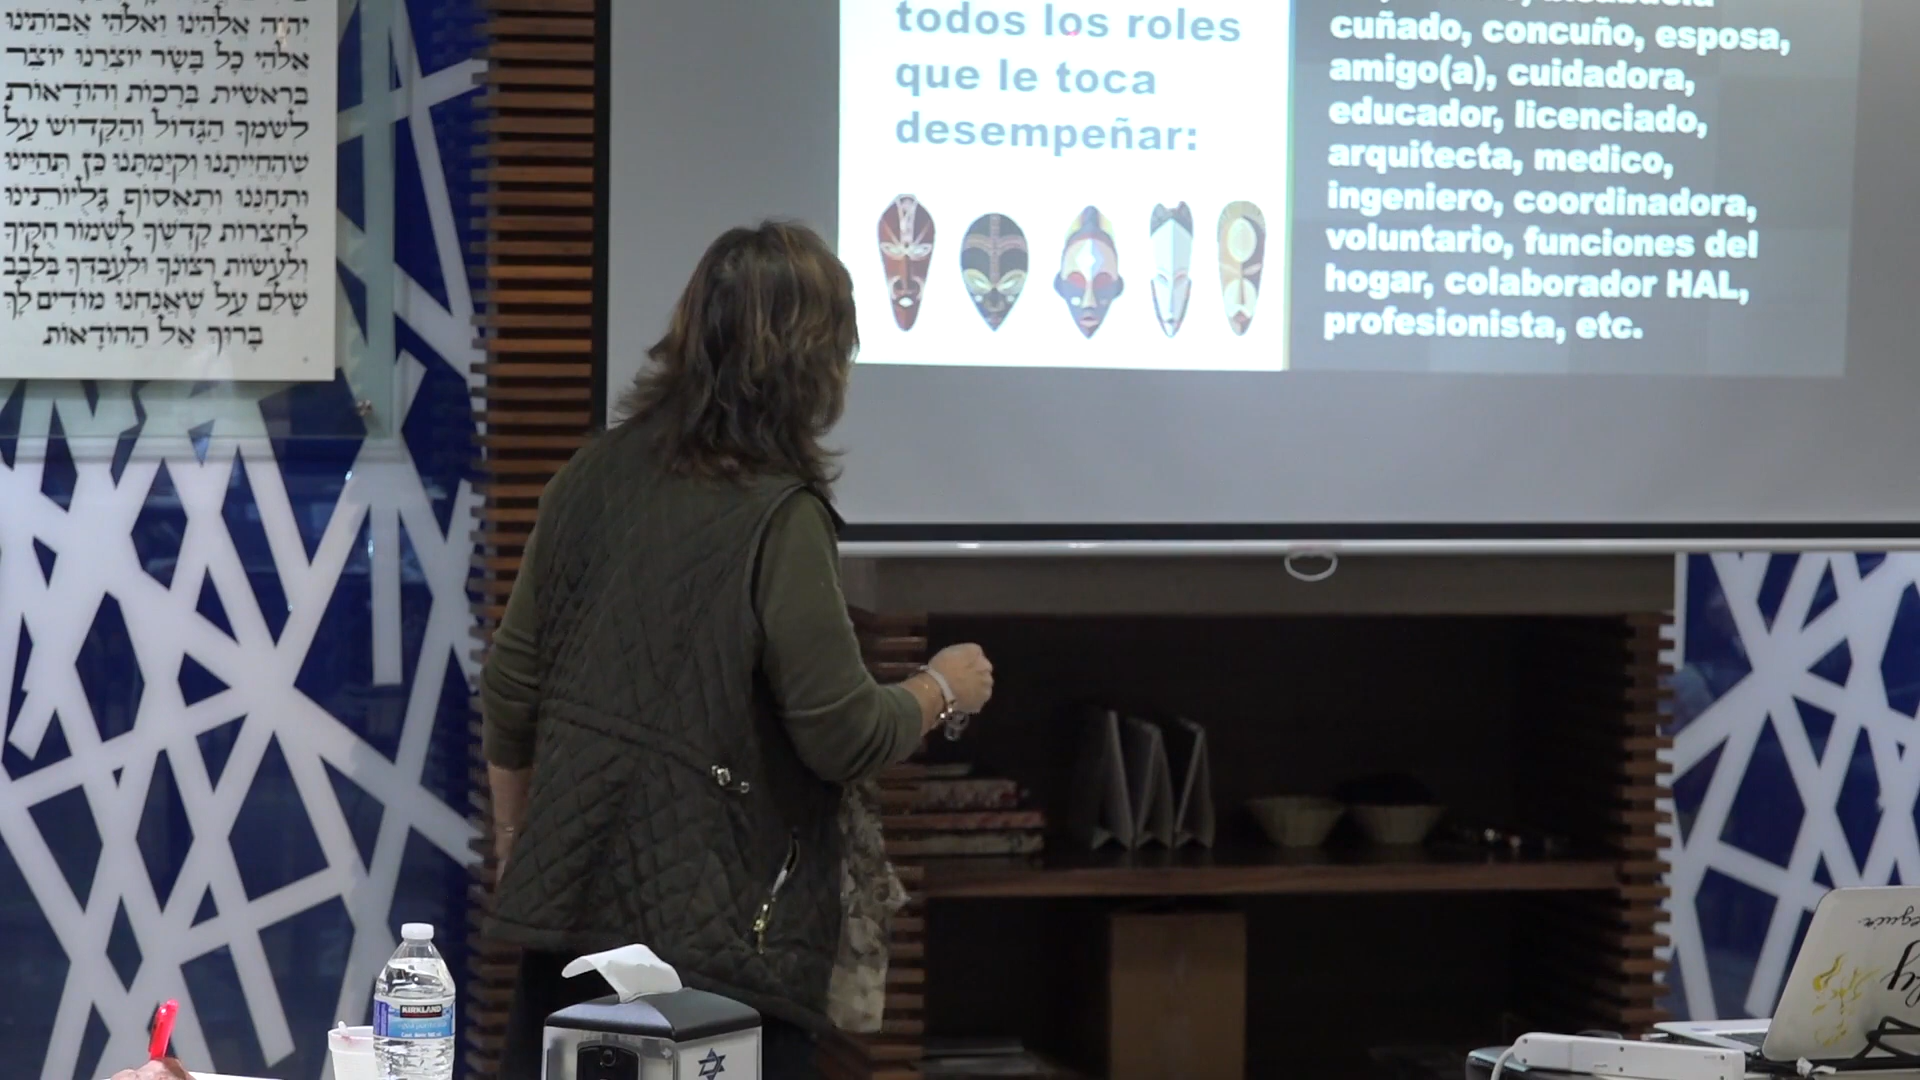 יהוה אלהינו ואלהי אבותינו
אלהי כל בשר יוצרנו יוצר
בראשית ברכות והודאות
לשמך הגדול והקדוש על
שהחייתנו וקימתנו כן תחיינו
ותחננו ותאסוף גליותינו
לחצרות קדשך לשמור חקיך
ולעשות רצונך ולעבדך בלבב
שלם על שאנחנו מודים לך
ברוך אל ההודאות
todos los roles
que le toca
desempeñar:
cuñado, concuño, esposa,
amigo(a), cuidadora,
educador, licenciado,
arquitecta, medico,
ingeniero, coordinadora,
voluntario, funciones del
hogar, colaborador HAL,
profesionista, etc.
KIRKLAND